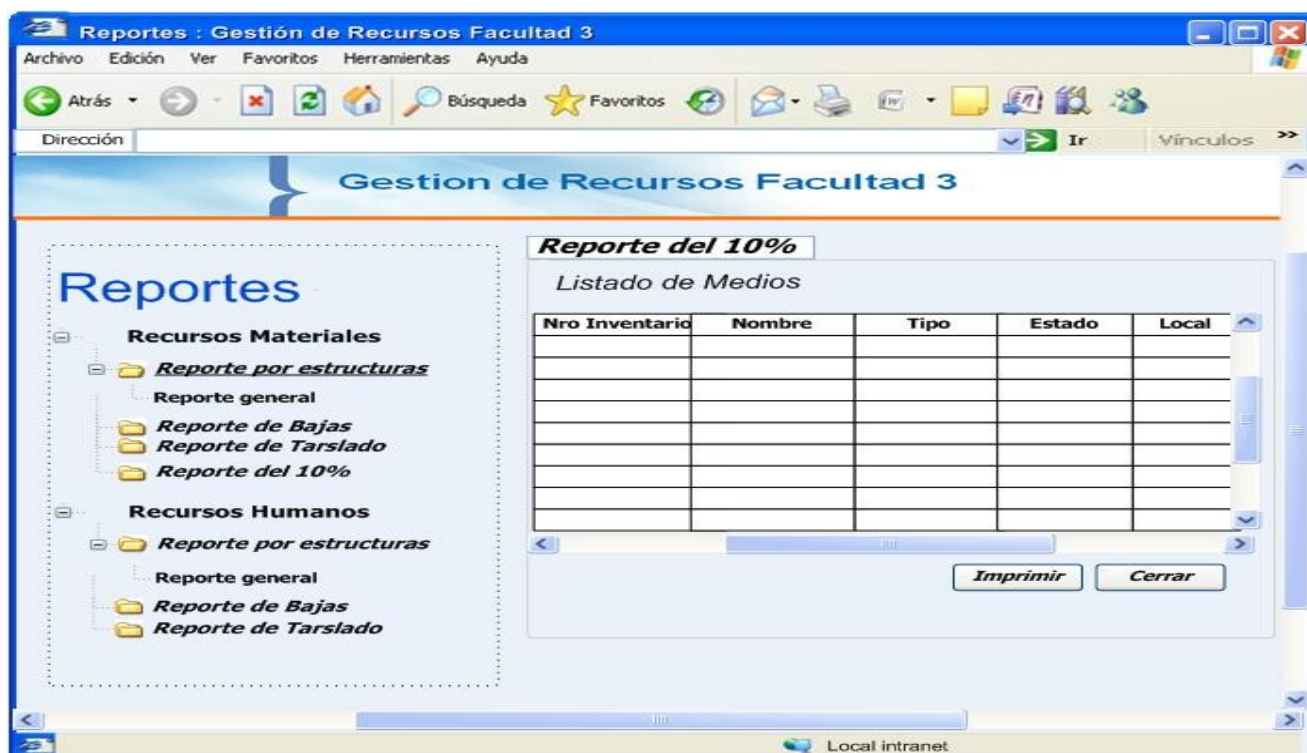 Reportes : Gestión de Recursos Facultad 3
Archivo Edición Ver Favoritos Herramientas Ayuda
Atrás Búsqueda Favoritos
Dirección Ir Vínculos >>
Gestion de Recursos Facultad 3
Reportes
Recursos Materiales
Reporte por estructuras
Reporte general
Reporte de Bajas
Reporte de Tarslado
Reporte del 10%
Recursos Humanos
Reporte por estructuras
Reporte general
Reporte de Bajas
Reporte de Tarslado
Reporte del 10%
Listado de Medios
Nro Inventario Nombre Tipo Estado Local
Imprimir Cerrar
Local intranet